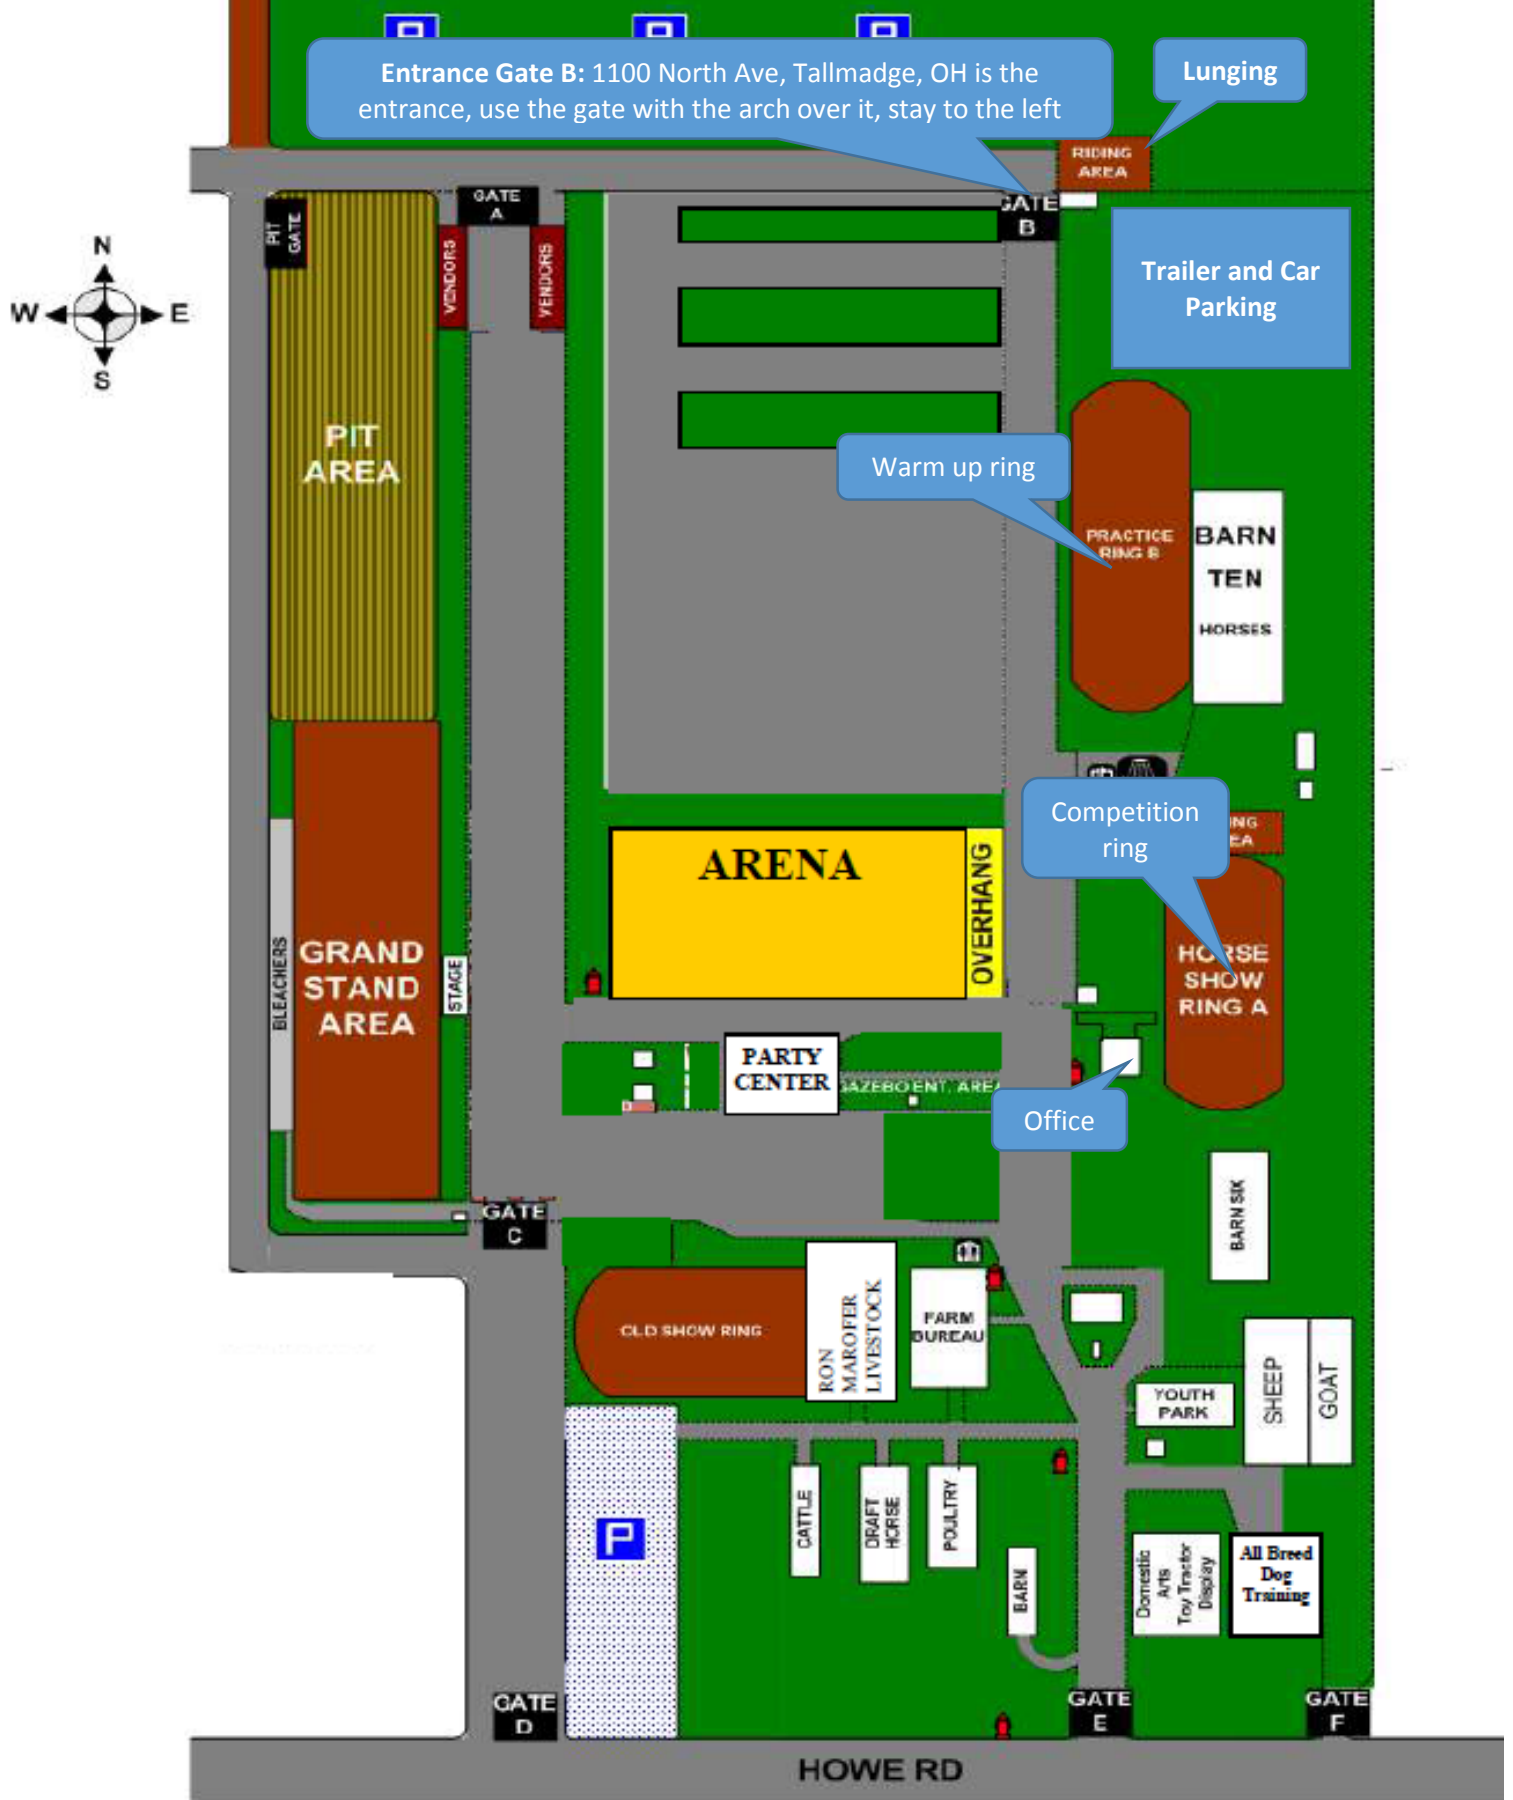 Entrance Gate B: 1100 North Ave, Tallmadge, OH is the
entrance, use the gate with the arch over it, stay to the left
Lunging
RIDING
AREA
GATE
A
GATE
B
PIT
GATE
VENDORS
VENDORS
Trailer and Car
Parking
N
W
E
S
PIT
AREA
Warm up ring
PRACTICE
RING B
BARN
TEN
HORSES
Competition
ring
ARENA
OVERHANG
BLEACHERS
GRAND
STAND
AREA
STAGE
HORSE
SHOW
RING A
PARTY
CENTER
GAZEBO ENT. AREA
Office
BARN SIX
GATE
C
OLD SHOW RING
RON
MAROFER
LIVESTOCK
FARM
BUREAU
YOUTH
PARK
SHEEP
GOAT
P
CATTLE
DRAFT
HORSE
POULTRY
BARN
Domestic
Arts
Toy Tractor
Display
All Breed
Dog
Training
GATE
D
GATE
E
GATE
F
HOWE RD